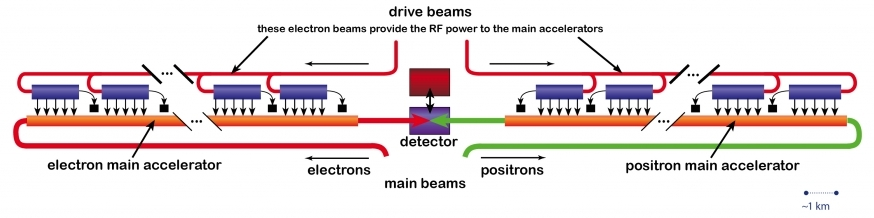 drive beams
these electron beams provide the RF power to the main accelerators
...
...
...
...
...
...
detector
electron main accelerator
positron main accelerator
electrons
positrons
main beams
~1 km